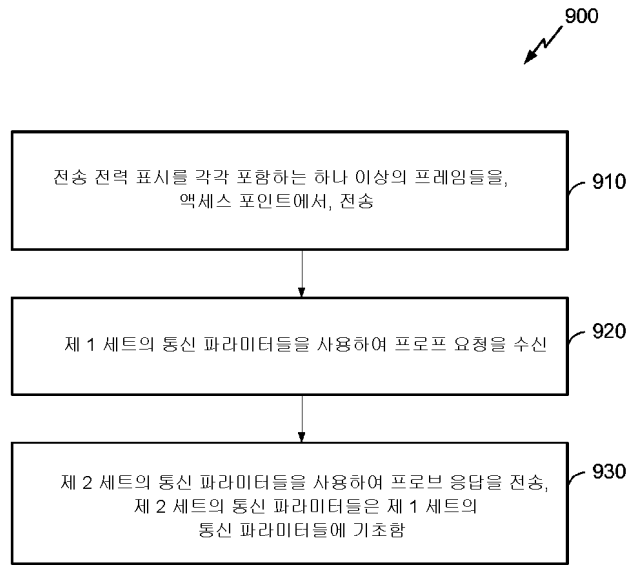 900
전송 전력 표시를 각각 포함하는 하나 이상의 프레임들을,
액세스 포인트에서, 전송
910
제 1 세트의 통신 파라미터들을 사용하여 프로프 요청을 수신
920
제 2 세트의 통신 파라미터들을 사용하여 프로브 응답을 전송,
제 2 세트의 통신 파라미터들은 제 1 세트의
통신 파라미터들에 기초함
930